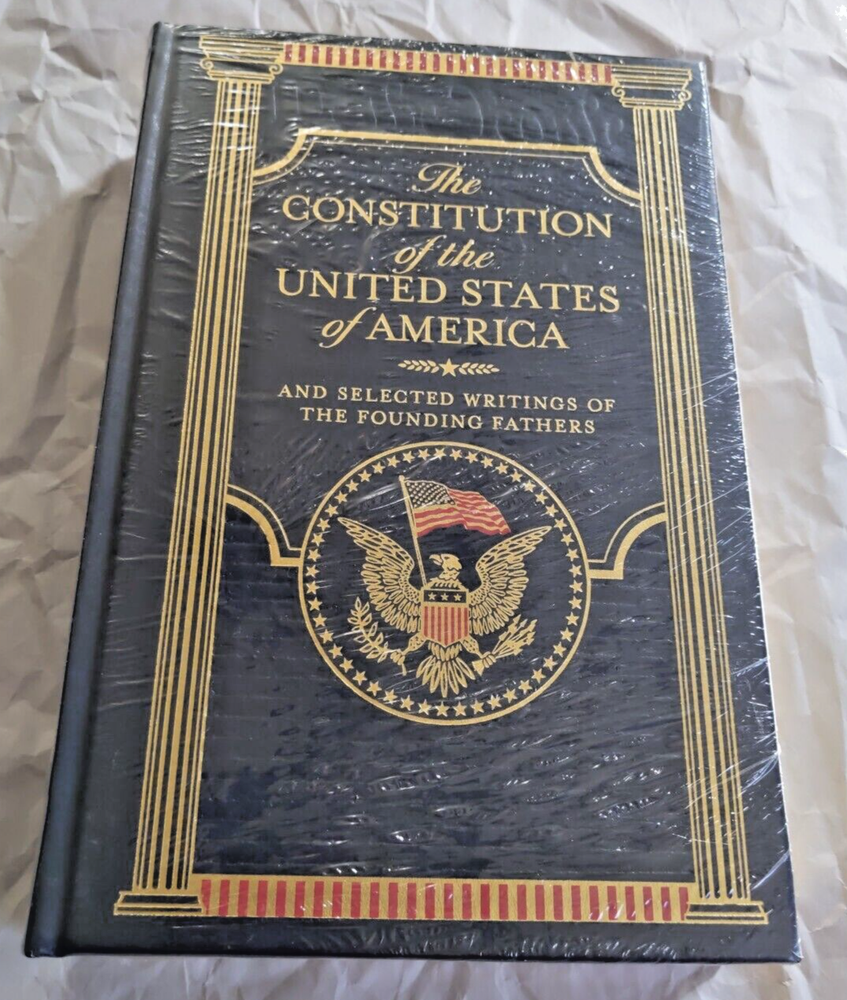 The
CONSTITUTION
of the
UNITED STATES
of AMERICA
AND SELECTED WRITINGS OF
THE FOUNDING FATHERS